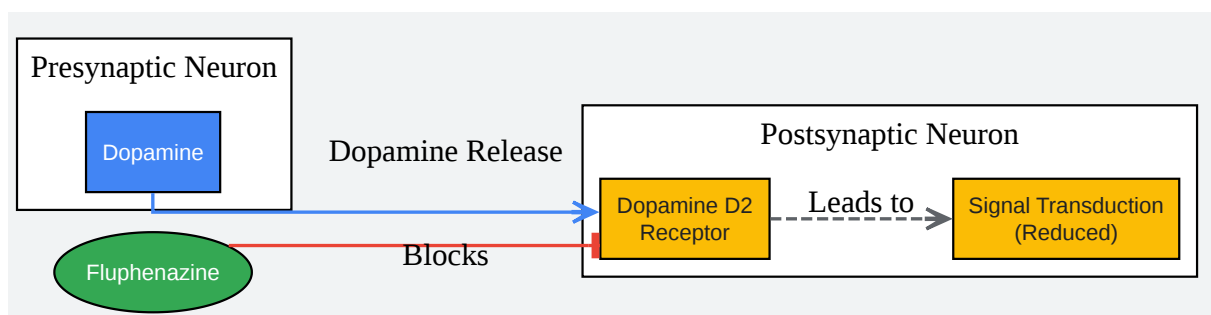 Presynaptic Neuron
Dopamine
Dopamine Release
Postsynaptic Neuron
Dopamine D2
Receptor
Leads to
Signal Transduction
(Reduced)
Blocks
Fluphenazine